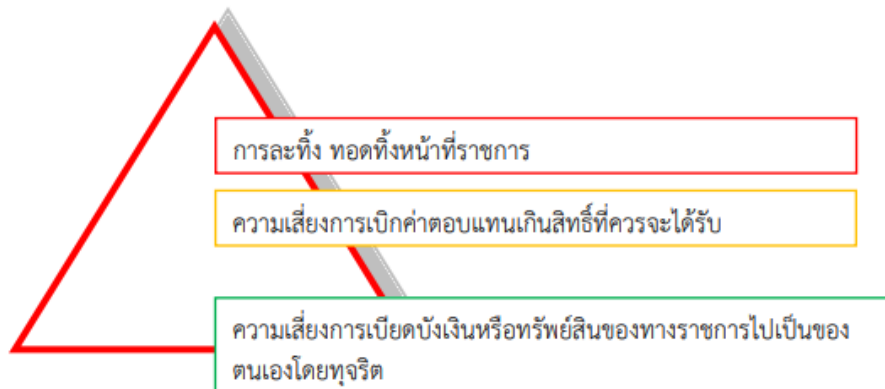 การละทิ้ง ทอดทิ้งหน้าที่ราชการ
ความเสี่ยงการเบิกค่าตอบแทนเกินสิทธิ์ที่ควรจะได้รับ
ความเสี่ยงการเบียดบังเงินหรือทรัพย์สินของทางราชการไปเป็นของ
ตนเองโดยทุจริต